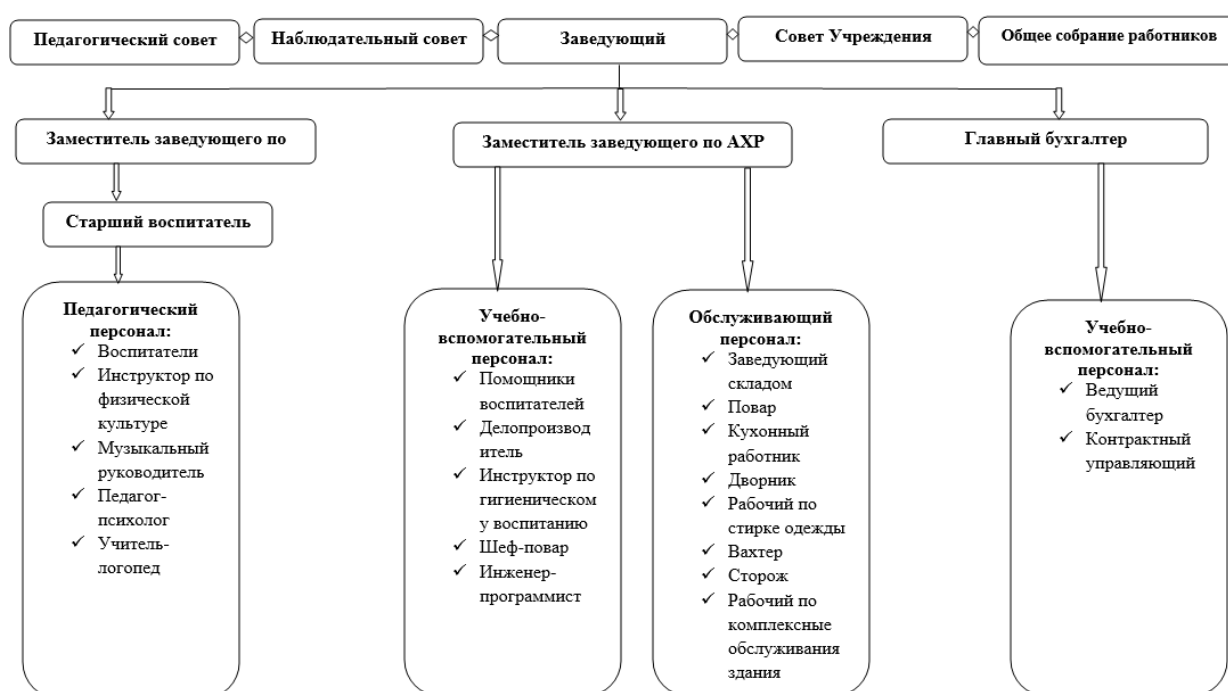 Педагогический совет
Наблюдательный совет
Заведующий
Совет Учреждения
Общее собрание работников
Заместитель заведующего по
Заместитель заведующего по АХР
Главный бухгалтер
Старший воспитатель
Педагогический
персонал:
✓ Воспитатели
✓ Инструктор по
физической
культуре
✓ Музыкальный
руководитель
✓ Педагог-
психолог
✓ Учитель-
логопед
Учебно-
вспомогательный
персонал:
✓ Помощники
воспитателей
✓ Делопроизвод
итель
✓ Инструктор по
гигиеническом
у воспитанию
✓ Шеф-повар
✓ Инженер-
программист
Обслуживающий
персонал:
✓ Заведующий
складом
✓ Повар
✓ Кухонный
работник
✓ Дворник
✓ Рабочий по
стирке одежды
✓ Вахтер
✓ Сторож
✓ Рабочий по
комплексные
обслуживания
здания
Учебно-
вспомогательный
персонал:
✓ Ведущий
бухгалтер
✓ Контрактный
управляющий